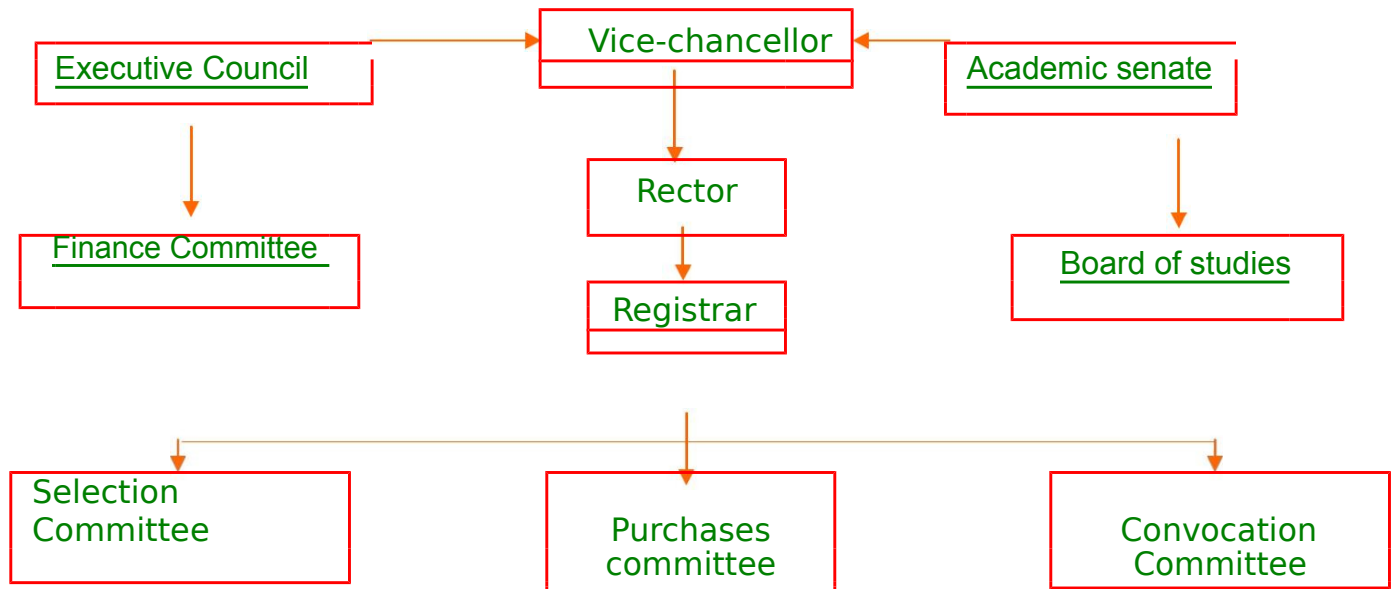 Vice-chancellor
Executive Council
Academic senate
Rector
Finance Committee
Board of studies
Registrar
Selection
Committee
Purchases
committee
Convocation
Committee